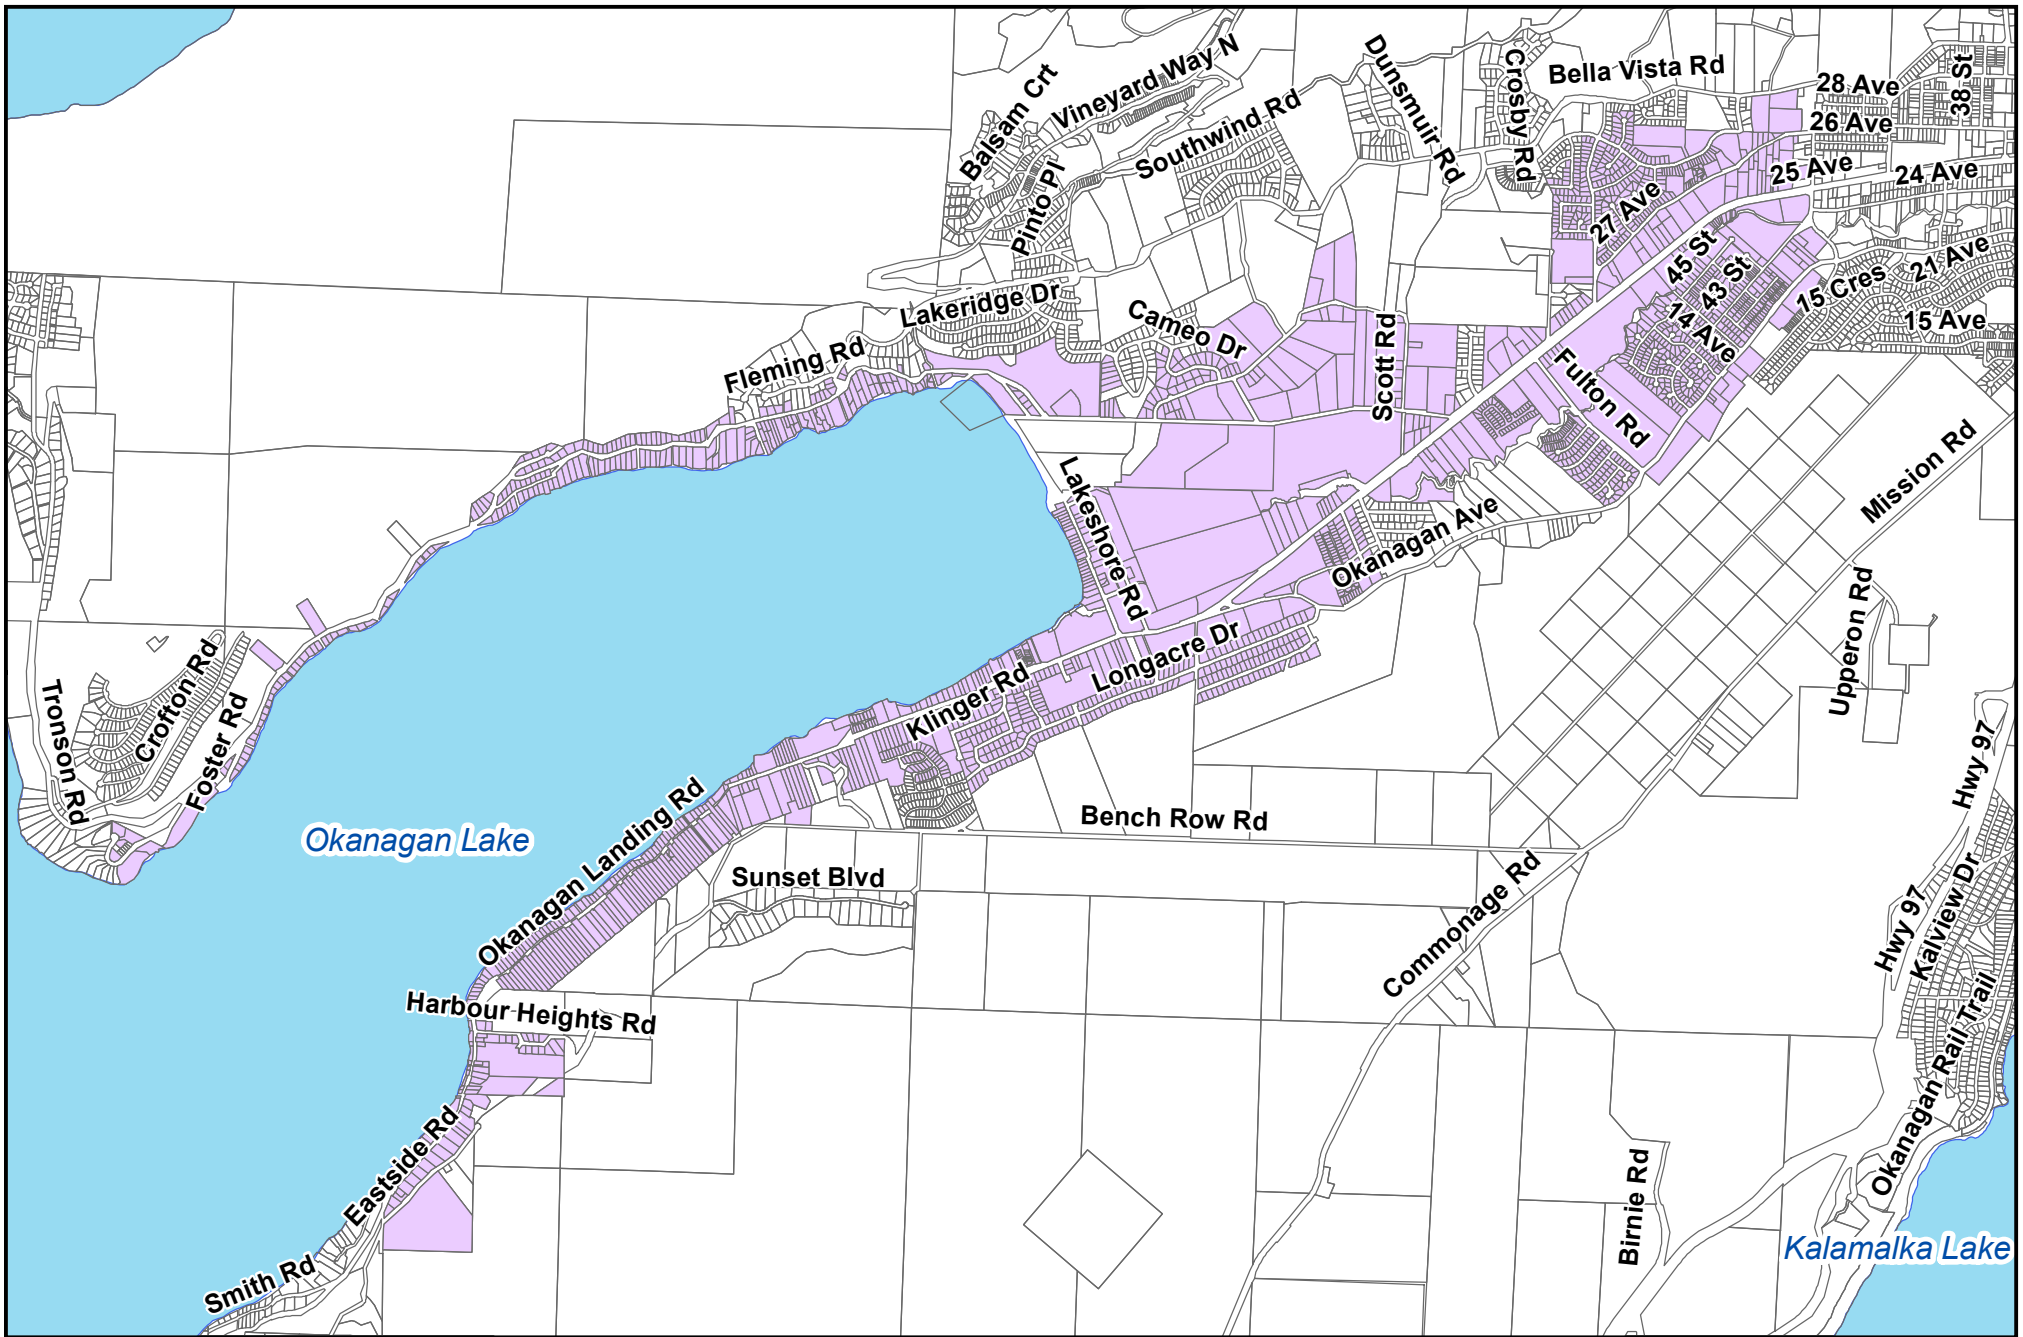 Vineyard Way N
Balsam Crt
Dunsmuir Rd
Crosby Rd
Bella Vista Rd
28 Ave
38 St
26 Ave
25 Ave
24 Ave
Southwind Rd
Pinto Pl
27 Ave
45 St
43 St
21 Ave
15 Cres
15 Ave
14 Ave
Lakeridge Dr
Cameo Dr
Scott Rd
Fleming Rd
Fulton Rd
Mission Rd
Lakeshore Rd
Okanagan Ave
Upperon Rd
Longacre Dr
Klinger Rd
Crofton Rd
Foster Rd
Tronson Rd
Hwy 97
Okanagan Lake
Okanagan Landing Rd
Bench Row Rd
Sunset Blvd
Commonage Rd
Hwy 97
Kalview Dr
Harbour Heights Rd
Okanagan Rail Trail
Eastside Rd
Birnie Rd
Kalamalka Lake
Smith Rd